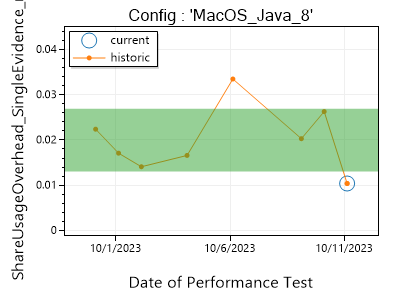 Config : 'MacOS_Java_8'
ShareUsageOverhead_SingleEvidence_
0.04
0.03
0.02
0.01
0
current
historic
10/1/2023
10/6/2023
10/11/2023
Date of Performance Test